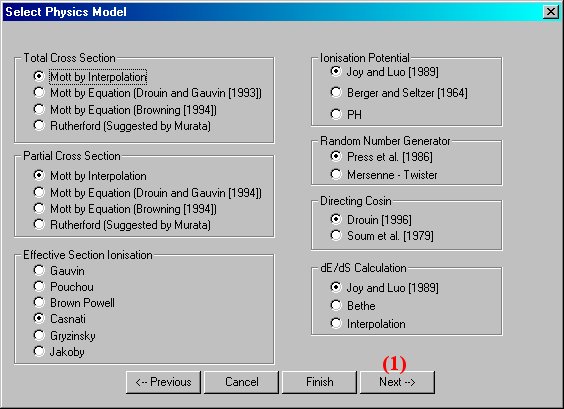 Select Physics Model
Total Cross Section
Mott by Interpolation
Mott by Equation (Drouin and Gauvin [1993])
Mott by Equation (Browning [1994])
Rutherford (Suggested by Murata)
Partial Cross Section
Mott by Interpolation
Mott by Equation (Drouin and Gauvin [1994])
Mott by Equation (Browning [1994])
Rutherford (Suggested by Murata)
Effective Section Ionisation
Gauvin
Pouchou
Brown Powell
Casnati
Gryzinsky
Jakoby
Ionisation Potential
Joy and Luo [1989]
Berger and Seltzer [1964]
PH
Random Number Generator
Press et al. [1986]
Mersenne - Twister
Directing Cosin
Drouin [1996]
Soum et al. [1979]
dE/dS Calculation
Joy and Luo [1989]
Bethe
Interpolation
(1)
<-- Previous
Cancel
Finish
Next -->